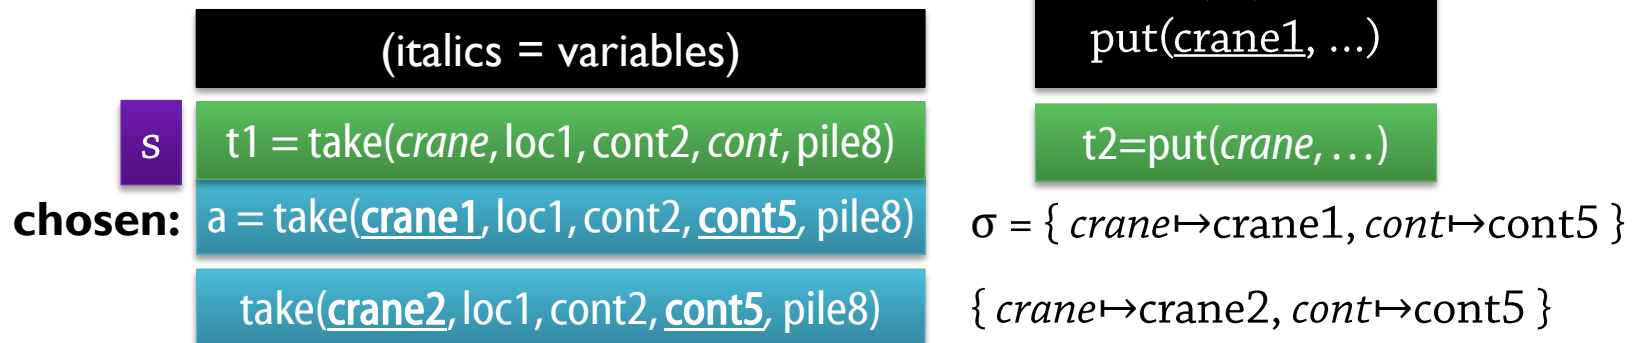 (italics = variables)
put(crane1, …)
s
t1 = take(crane, loc1, cont2, cont, pile8)
t2=put(crane, …)
chosen:
a = take(crane1, loc1, cont2, cont5, pile8)
σ = { crane↦crane1, cont↦cont5 }
take(crane2, loc1, cont2, cont5, pile8)
{ crane↦crane2, cont↦cont5 }